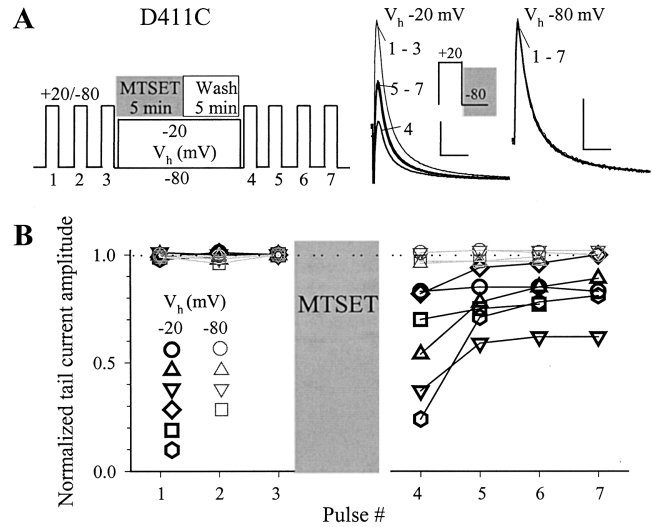 A
D411C
+20/-80
MTSET
5 min
Wash
5 min
-20
Vh (mV)
-80
1 2 3 4 5 6 7
Vh -20 mV
1 - 3
5 - 7
4
+20
-80
Vh -80 mV
1 - 7
B
Normalized tail current amplitude
1.0
0.5
0.0
Vh (mV)
-20 -80
MTSET
1 2 3 4 5 6 7
Pulse #